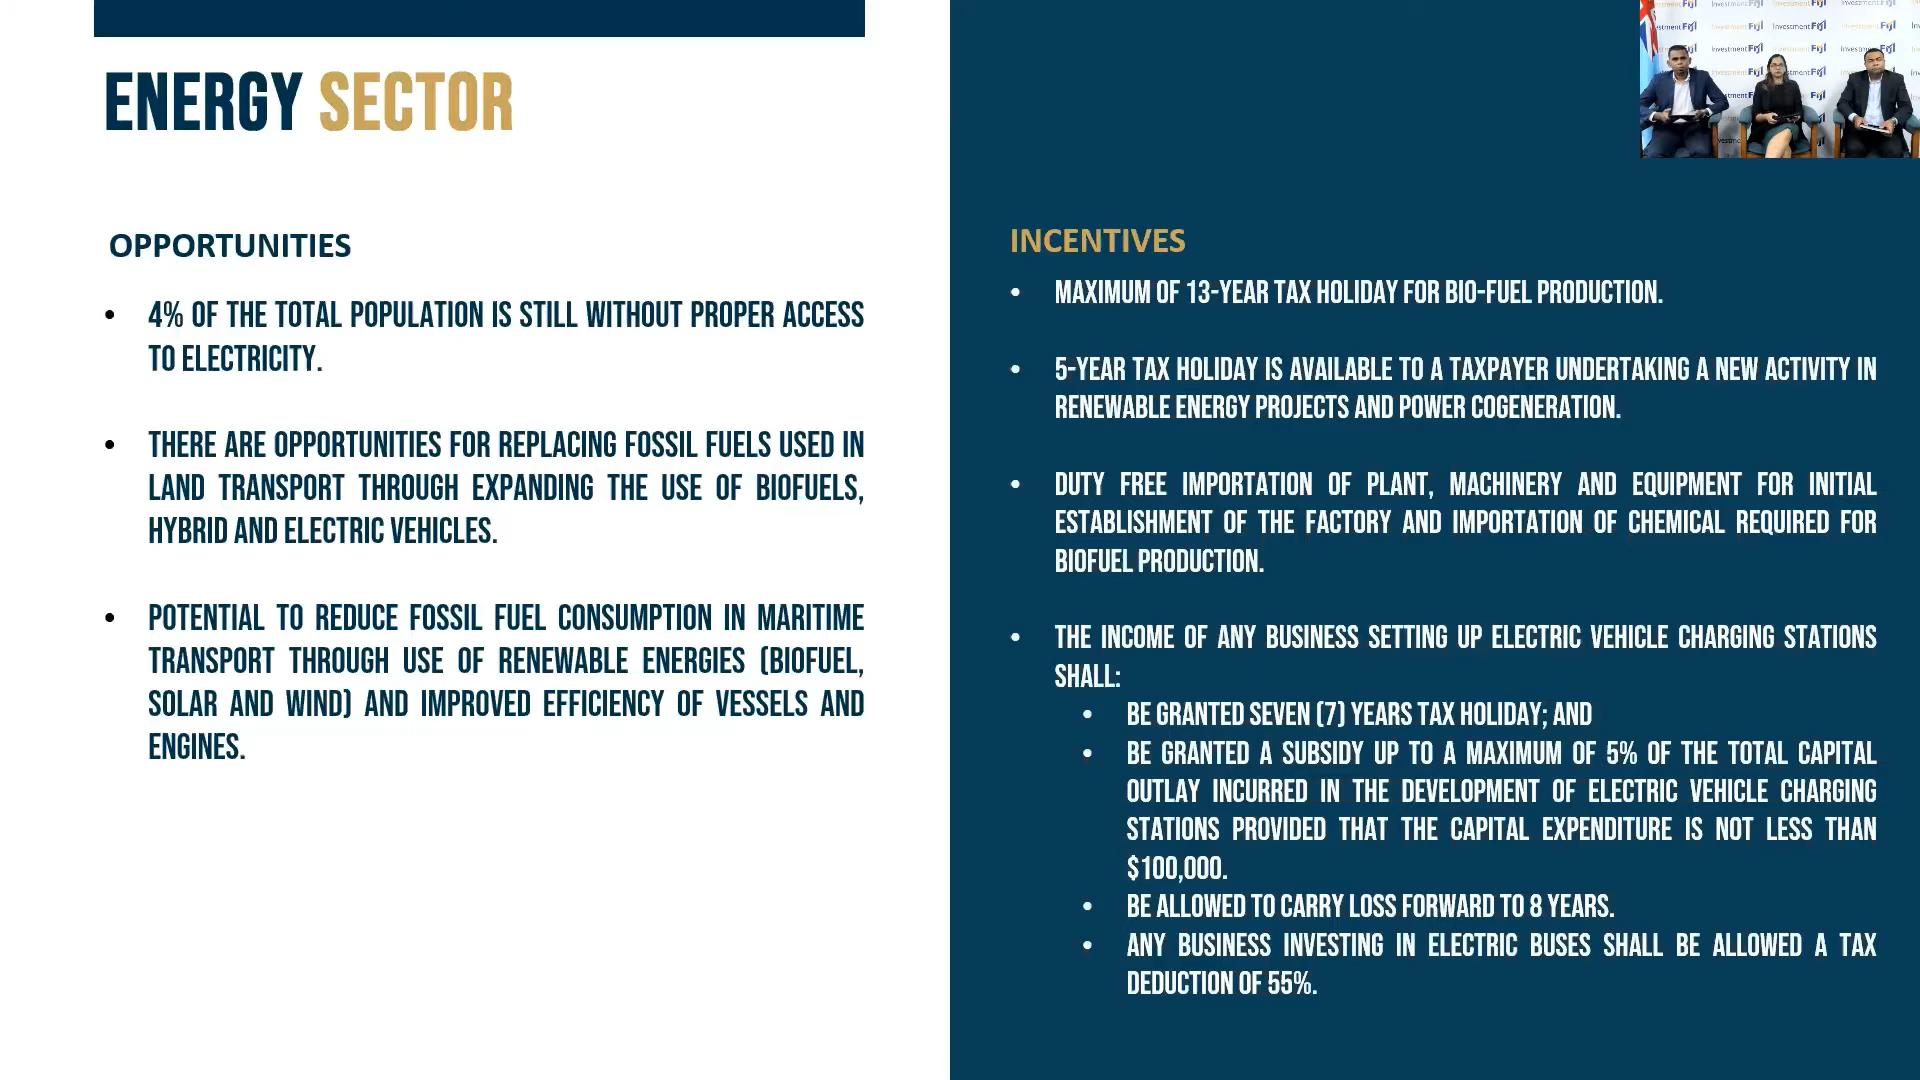 ENERGY SECTOR
OPPORTUNITIES
• 4% OF THE TOTAL POPULATION IS STILL WITHOUT PROPER ACCESS
TO ELECTRICITY.
• THERE ARE OPPORTUNITIES FOR REPLACING FOSSIL FUELS USED IN
LAND TRANSPORT THROUGH EXPANDING THE USE OF BIOFUELS,
HYBRID AND ELECTRIC VEHICLES.
• POTENTIAL TO REDUCE FOSSIL FUEL CONSUMPTION IN MARITIME
TRANSPORT THROUGH USE OF RENEWABLE ENERGIES (BIOFUEL,
SOLAR AND WIND) AND IMPROVED EFFICIENCY OF VESSELS AND
ENGINES.
INCENTIVES
• MAXIMUM OF 13-YEAR TAX HOLIDAY FOR BIO-FUEL PRODUCTION.
• 5-YEAR TAX HOLIDAY IS AVAILABLE TO A TAXPAYER UNDERTAKING A NEW ACTIVITY IN
RENEWABLE ENERGY PROJECTS AND POWER COGENERATION.
• DUTY FREE IMPORTATION OF PLANT, MACHINERY AND EQUIPMENT FOR INITIAL
ESTABLISHMENT OF THE FACTORY AND IMPORTATION OF CHEMICAL REQUIRED FOR
BIOFUEL PRODUCTION.
• THE INCOME OF ANY BUSINESS SETTING UP ELECTRIC VEHICLE CHARGING STATIONS
SHALL:
• BE GRANTED SEVEN (7) YEARS TAX HOLIDAY; AND
• BE GRANTED A SUBSIDY UP TO A MAXIMUM OF 5% OF THE TOTAL CAPITAL
OUTLAY INCURRED IN THE DEVELOPMENT OF ELECTRIC VEHICLE CHARGING
STATIONS PROVIDED THAT THE CAPITAL EXPENDITURE IS NOT LESS THAN
$100,000.
• BE ALLOWED TO CARRY LOSS FORWARD TO 8 YEARS.
• ANY BUSINESS INVESTING IN ELECTRIC BUSES SHALL BE ALLOWED A TAX
DEDUCTION OF 55%.
Investment Fiji